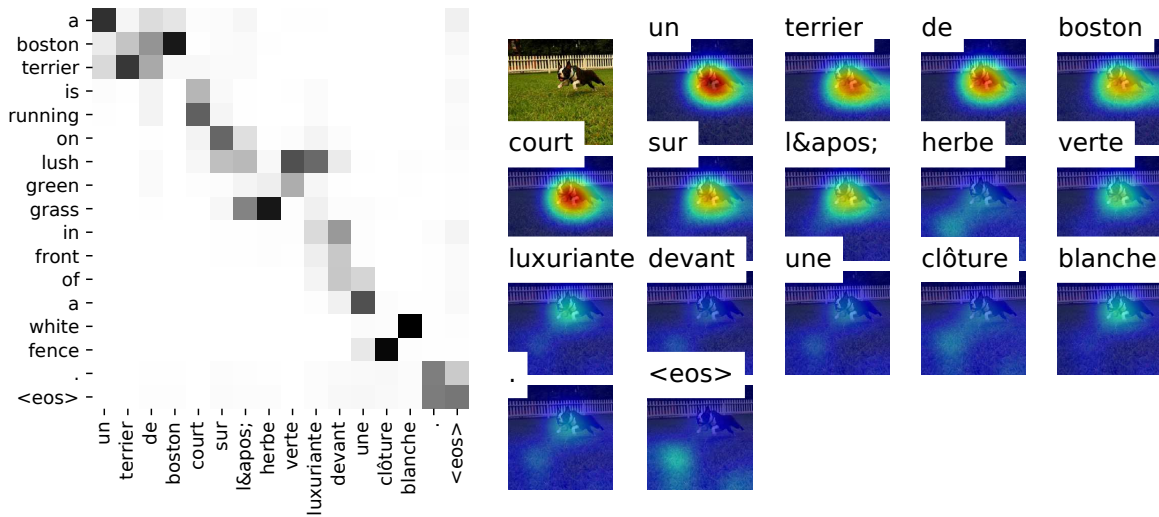 a
boston
terrier
is
running
on
lush
green
grass
in
front
of
a
white
fence
.
<eos>
un
terrier
de
boston
court
sur
l&apos;
herbe
verte
luxuriante
devant
une
clôture
blanche
.
<eos>
un terrier de boston
court sur l&apos; herbe verte
luxuriante devant une clôture blanche
. <eos>